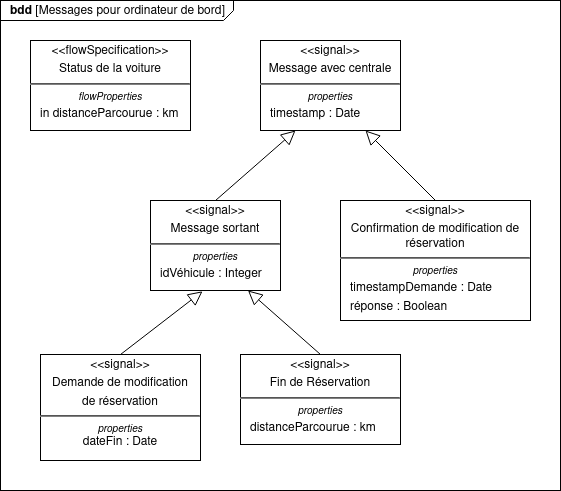 bdd [Messages pour ordinateur de bord]
<<flowSpecification>>
Status de la voiture
flowProperties
in distanceParcourue : km
<<signal>>
Message avec centrale
properties
timestamp : Date
<<signal>>
Message sortant
properties
idVéhicule : Integer
<<signal>>
Confirmation de modification de
réservation
properties
timestampDemande : Date
réponse : Boolean
<<signal>>
Demande de modification
de réservation
properties
dateFin : Date
<<signal>>
Fin de Réservation
properties
distanceParcourue : km